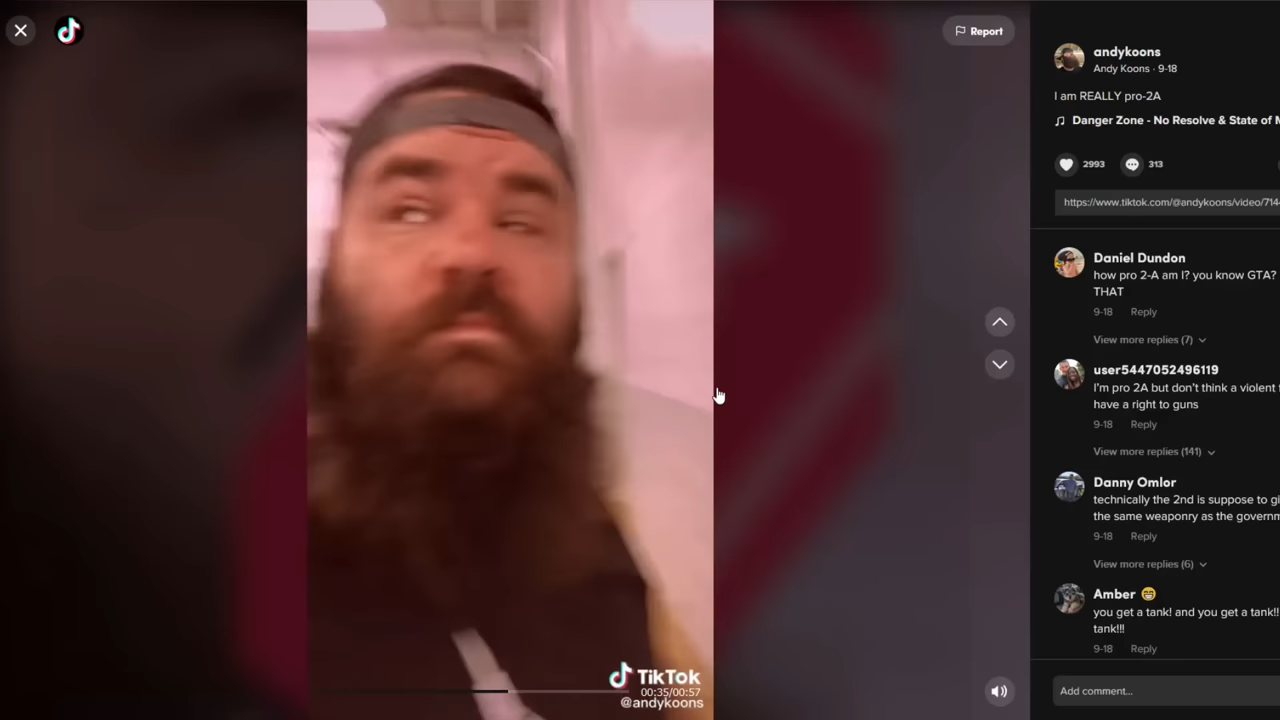 Report
andykoons
Andy Koons · 9-18
I am REALLY pro-2A
Danger Zone - No Resolve & State of M
2993
313
https://www.tiktok.com/@andykoons/video/714
Daniel Dundon
how pro 2-A am I? you know GTA?
THAT
9-18 Reply
View more replies (7)
user5447052496119
I'm pro 2A but don't think a violent
have a right to guns
9-18 Reply
View more replies (141)
Danny Omlor
technically the 2nd is suppose to gi
the same weaponry as the governm
9-18 Reply
View more replies (6)
Amber 😁
you get a tank! and you get a tank!!
tank!!!
9-18 Reply
Add comment...
TikTok
00:35/00:57
@andykoons